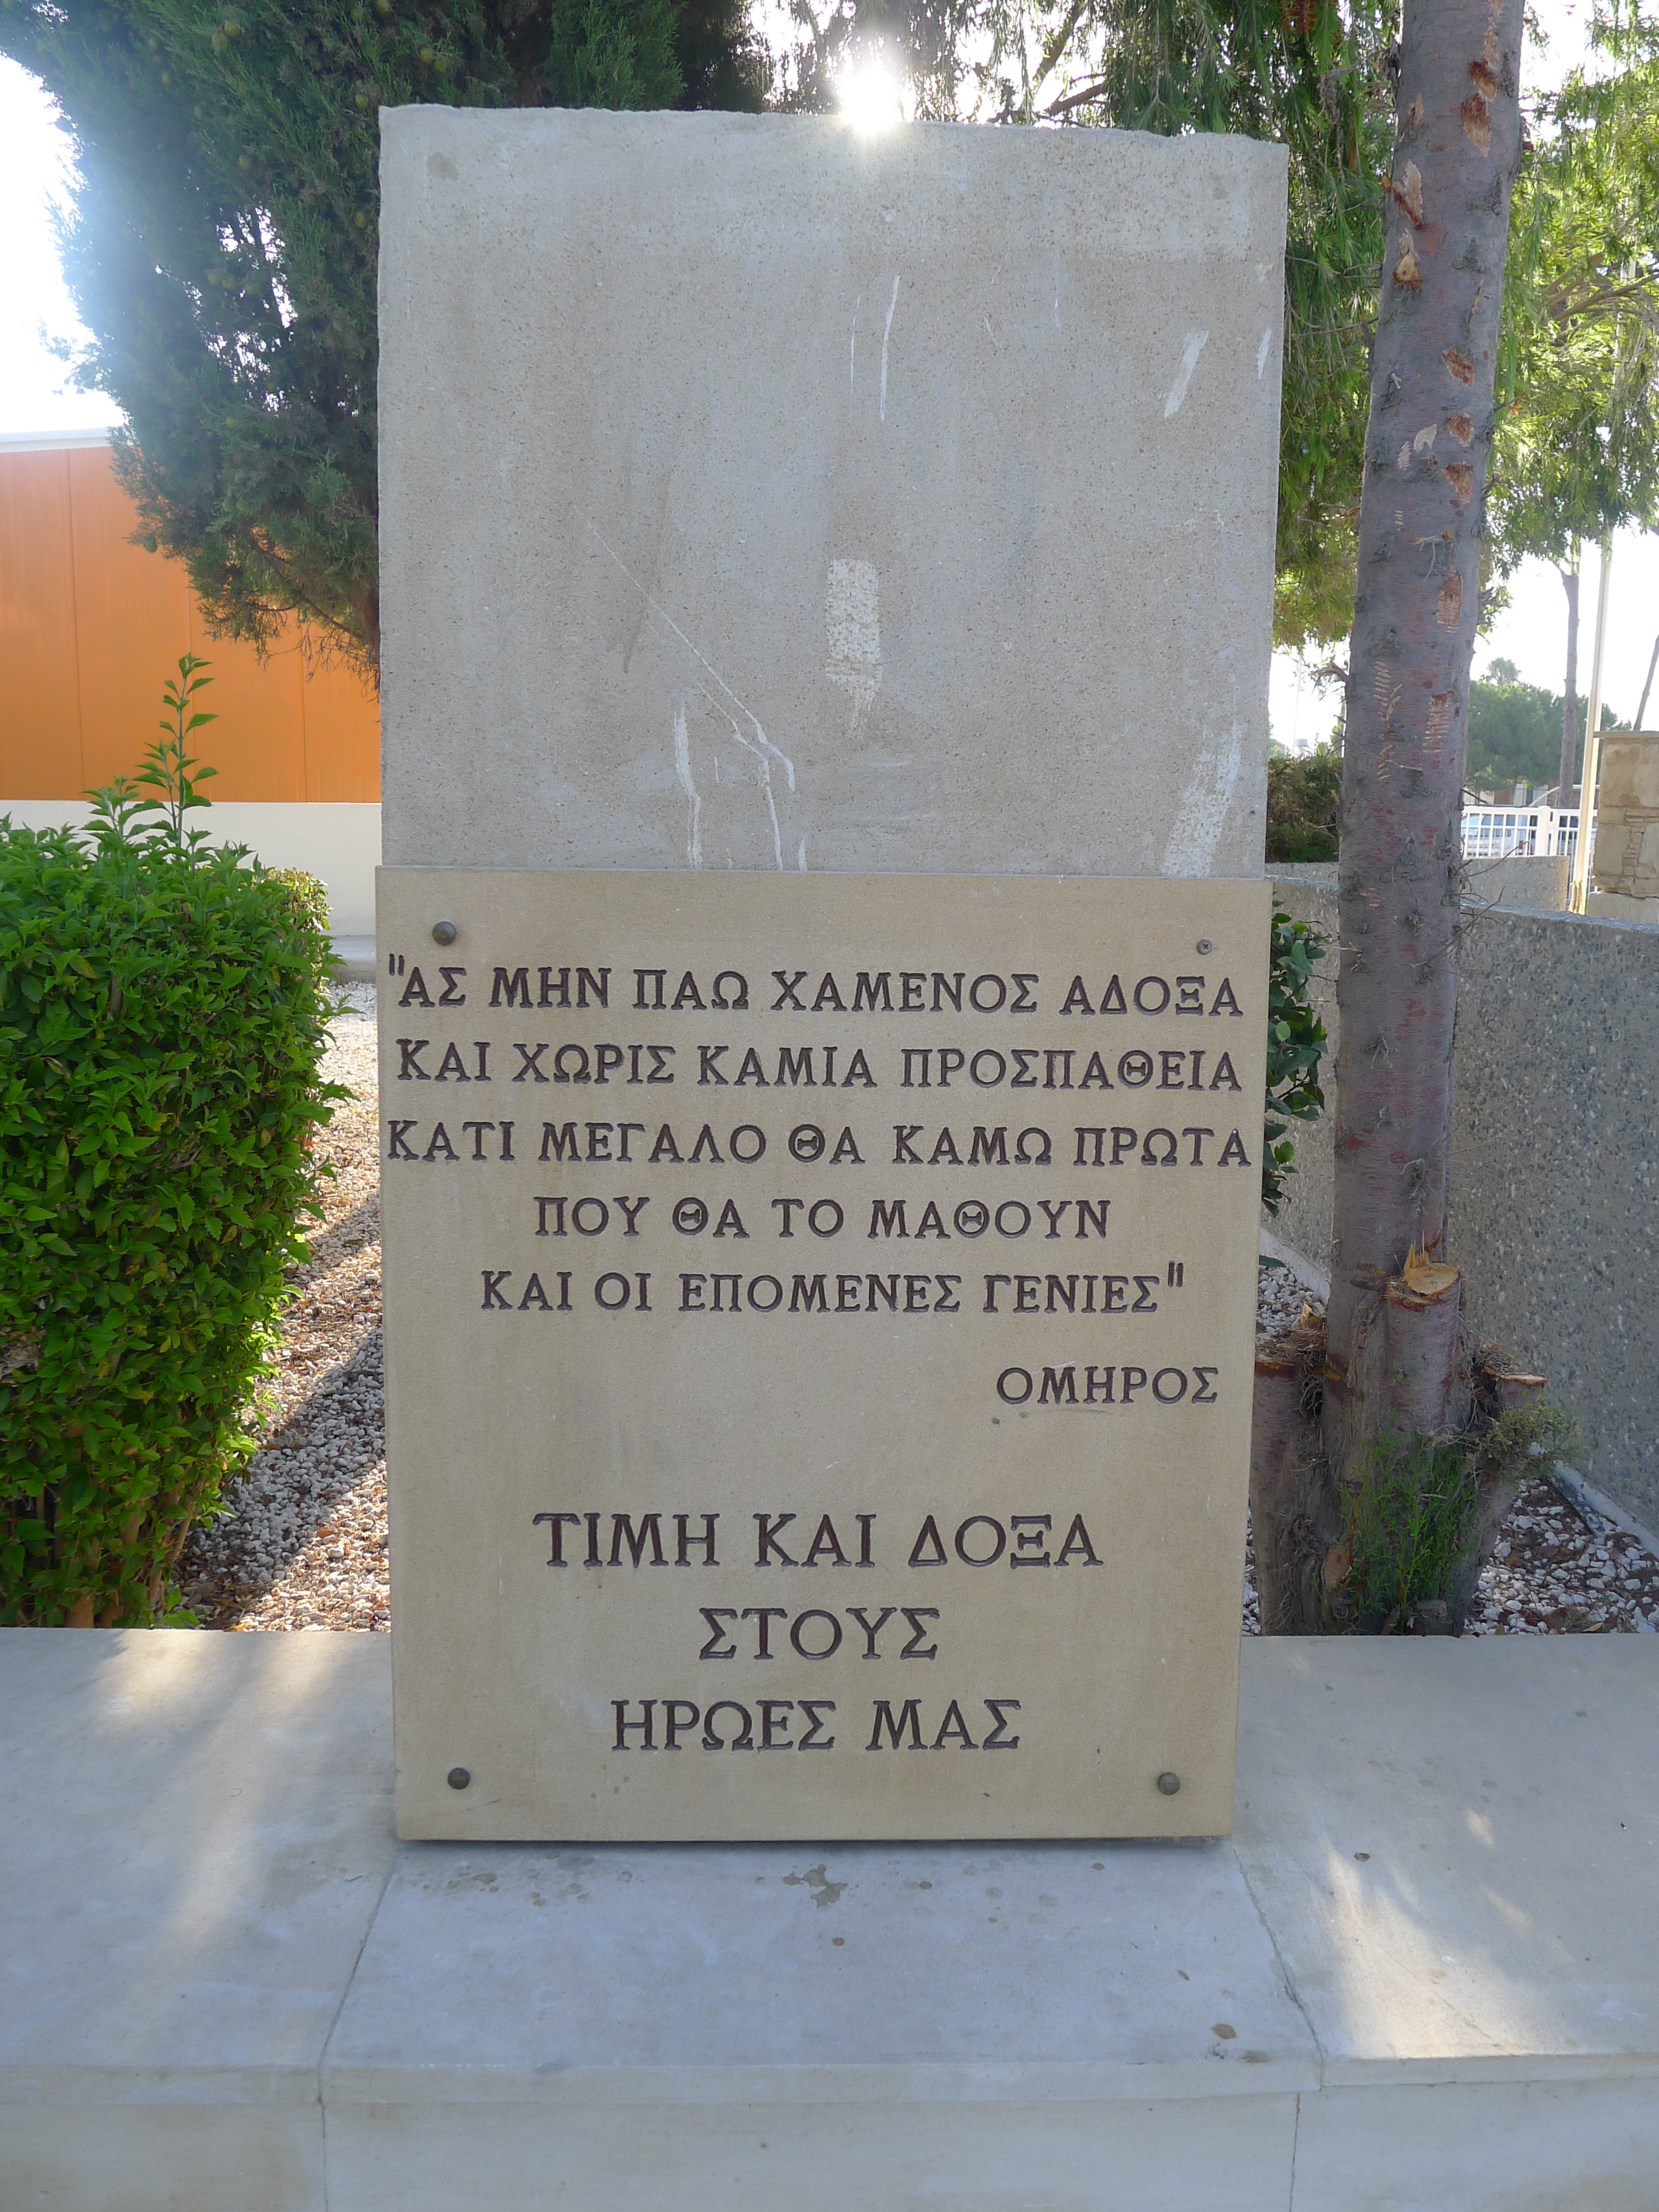 "ΑΣ ΜΗΝ ΠΑΩ ΧΑΜΕΝΟΣ ΑΔΟΞΑ
ΚΑΙ ΧΩΡΙΣ ΚΑΜΙΑ ΠΡΟΣΠΑΘΕΙΑ
ΚΑΤΙ ΜΕΓΑΛΟ ΘΑ ΚΑΜΩ ΠΡΩΤΑ
ΠΟΥ ΘΑ ΤΟ ΜΑΘΟΥΝ
ΚΑΙ ΟΙ ΕΠΟΜΕΝΕΣ ΓΕΝΙΕΣ"
ΟΜΗΡΟΣ
ΤΙΜΗ ΚΑΙ ΔΟΞΑ
ΣΤΟΥΣ
ΗΡΩΕΣ ΜΑΣ